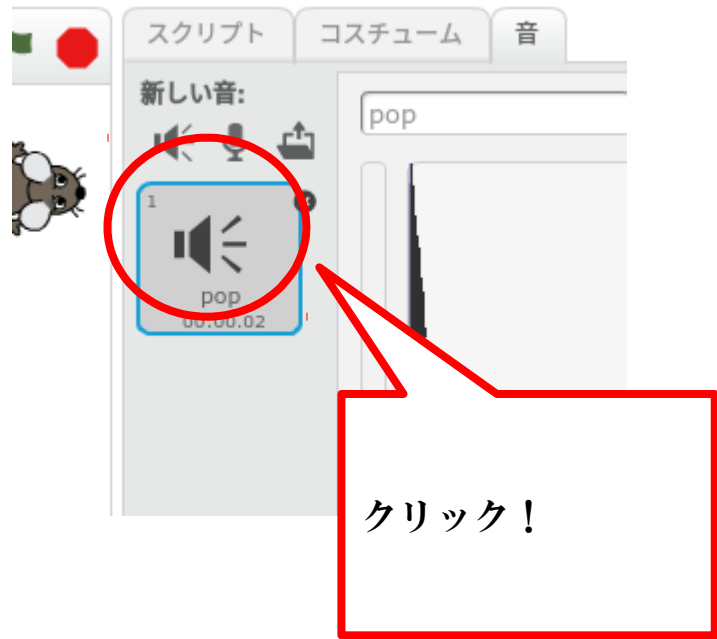 スクリプト
コスチューム
音
新しい音:
pop
1
pop
00:00.02
クリック！